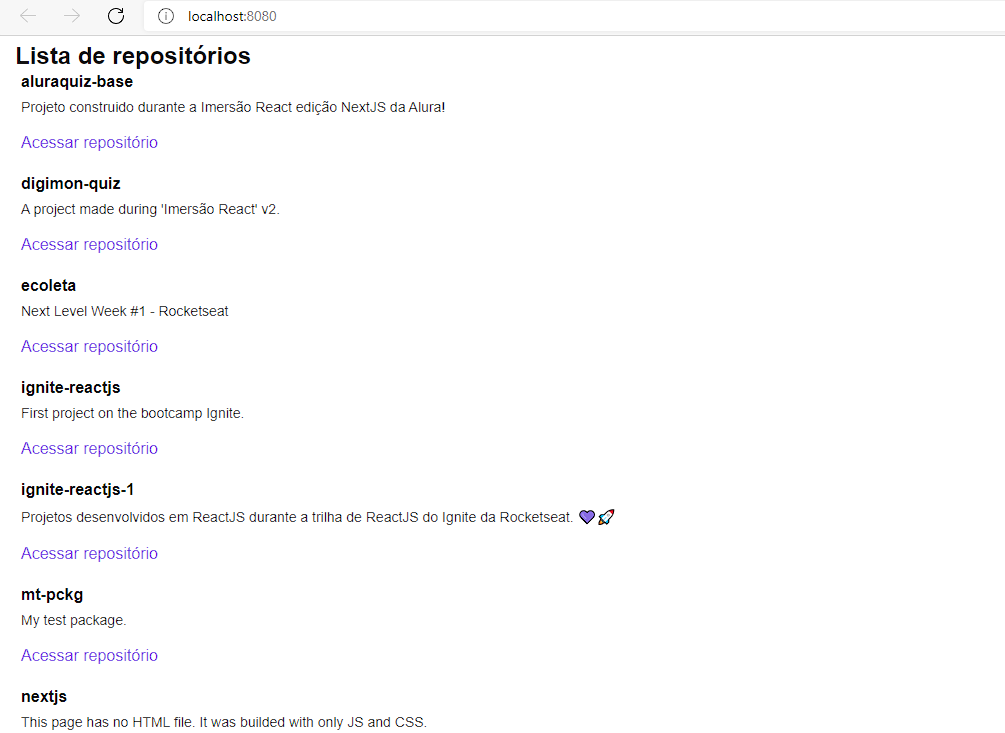 localhost:8080
Lista de repositórios
aluraquiz-base
Projeto construido durante a Imersão React edição NextJS da Alura!
Acessar repositório
digimon-quiz
A project made during 'Imersão React' v2.
Acessar repositório
ecoleta
Next Level Week #1 - Rocketseat
Acessar repositório
ignite-reactjs
First project on the bootcamp Ignite.
Acessar repositório
ignite-reactjs-1
Projetos desenvolvidos em ReactJS durante a trilha de ReactJS do Ignite da Rocketseat. 💜🚀
Acessar repositório
mt-pckg
My test package.
Acessar repositório
nextjs
This page has no HTML file. It was builded with only JS and CSS.